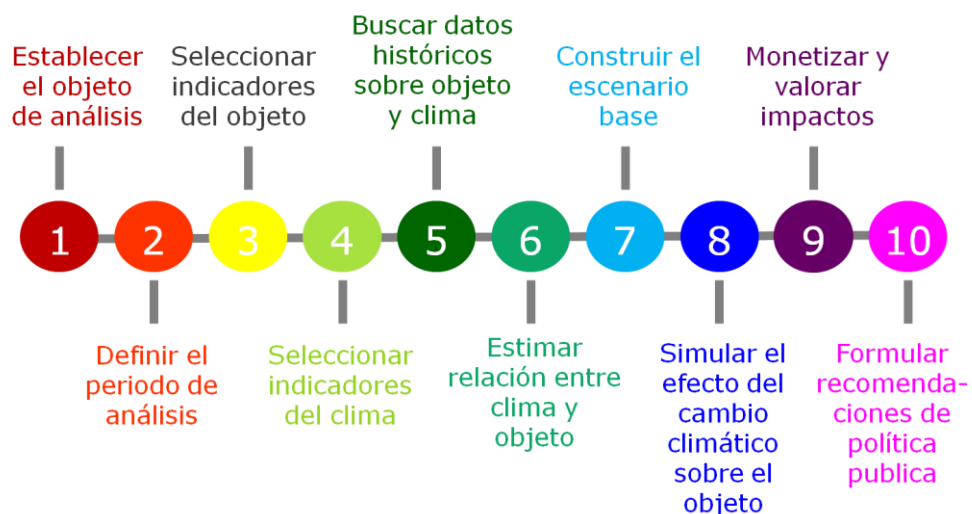 Establecer
el objeto
de análisis
Seleccionar
indicadores
del objeto
Buscar datos
históricos
sobre objeto
y clima
Construir el
escenario
base
Monetizar y
valorar
impactos
1
2
3
4
5
6
7
8
9
10
Definir el
periodo de
análisis
Seleccionar
indicadores
del clima
Estimar
relación entre
clima y
objeto
Simular el
efecto del
cambio
climático
sobre el
objeto
Formular
recomenda-
ciones de
política
publica